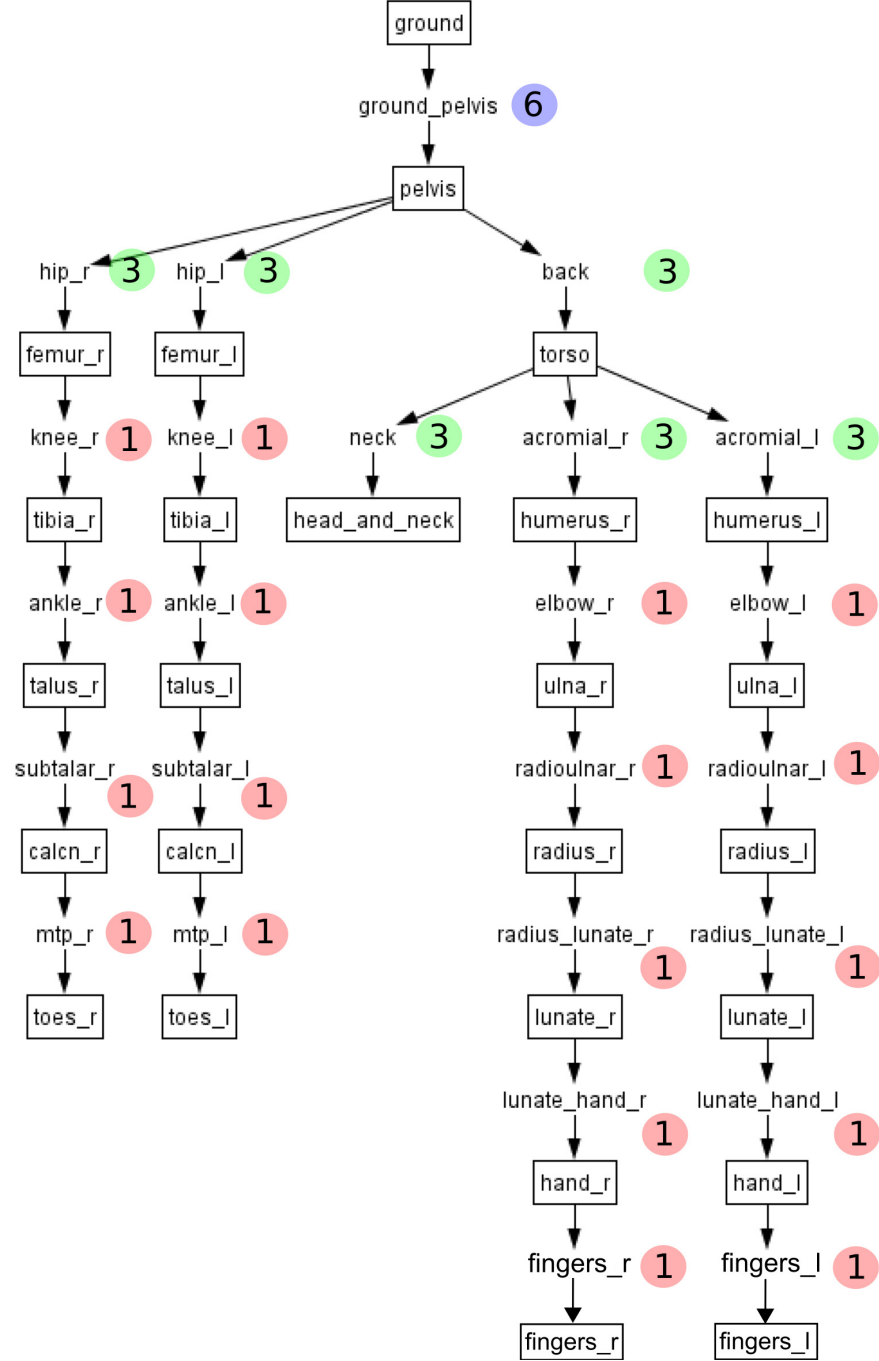 ground
ground_pelvis 6
pelvis
hip_r 3 hip_l 3 back 3
femur_r femur_l torso
knee_r 1 knee_l 1 neck 3 acromial_r 3 acromial_l 3
tibia_r tibia_l head_and_neck humerus_r humerus_l
ankle_r 1 ankle_l 1 elbow_r 1 elbow_l 1
talus_r talus_l ulna_r ulna_l
subtalar_r 1 subtalar_l 1 radioulnar_r 1 radioulnar_l 1
calcn_r calcn_l radius_r radius_l
mtp_r 1 mtp_l 1 radius_lunate_r 1 radius_lunate_l 1
toes_r toes_l lunate_r lunate_l
lunate_hand_r 1 lunate_hand_l 1
hand_r hand_l
fingers_r 1 fingers_l 1
fingers_r fingers_l